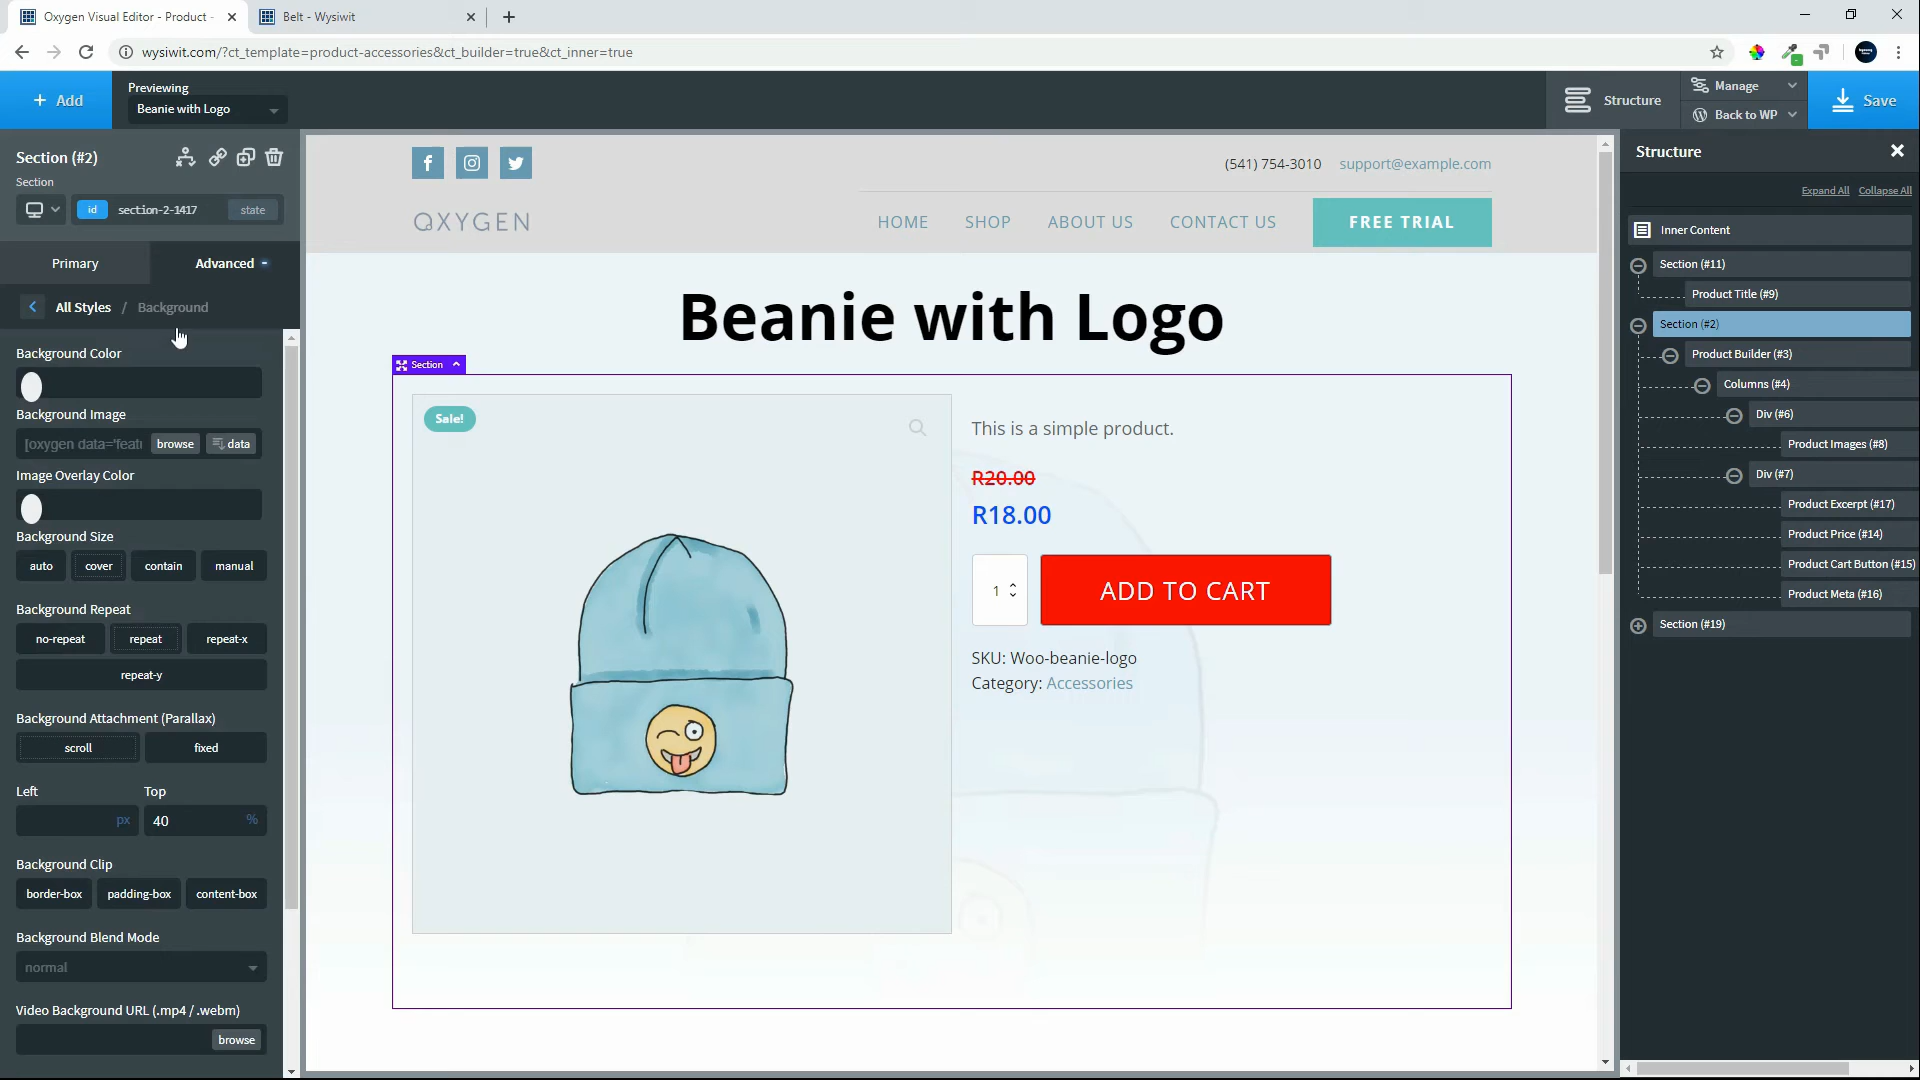 Oxygen Visual Editor - Product -
Belt - Wysiwit
wysiwit.com/?ct_template=product-accessories&ct_builder=true&ct_inner=true
+ Add
Previewing
Beanie with Logo
Structure
Manage
Back to WP
Save
Section (#2)
Section
id section-2-1417 state
Primary
Advanced
All Styles / Background
Background Color
Background Image
[oxygen data='feat browse data
Image Overlay Color
Background Size
auto cover contain manual
Background Repeat
no-repeat repeat repeat-x
repeat-y
Background Attachment (Parallax)
scroll fixed
Left Top
px 40 %
Background Clip
border-box padding-box content-box
Background Blend Mode
normal
Video Background URL (.mp4 / .webm)
browse
(541) 754-3010 support@example.com
OXYGEN
HOME SHOP ABOUT US CONTACT US FREE TRIAL
Beanie with Logo
Section
Sale!
This is a simple product.
R20.00
R18.00
1 ADD TO CART
SKU: Woo-beanie-logo
Category: Accessories
Structure
Expand All Collapse All
Inner Content
Section (#11)
Product Title (#9)
Section (#2)
Product Builder (#3)
Columns (#4)
Div (#6)
Product Images (#8)
Div (#7)
Product Excerpt (#17)
Product Price (#14)
Product Cart Button (#15)
Product Meta (#16)
Section (#19)